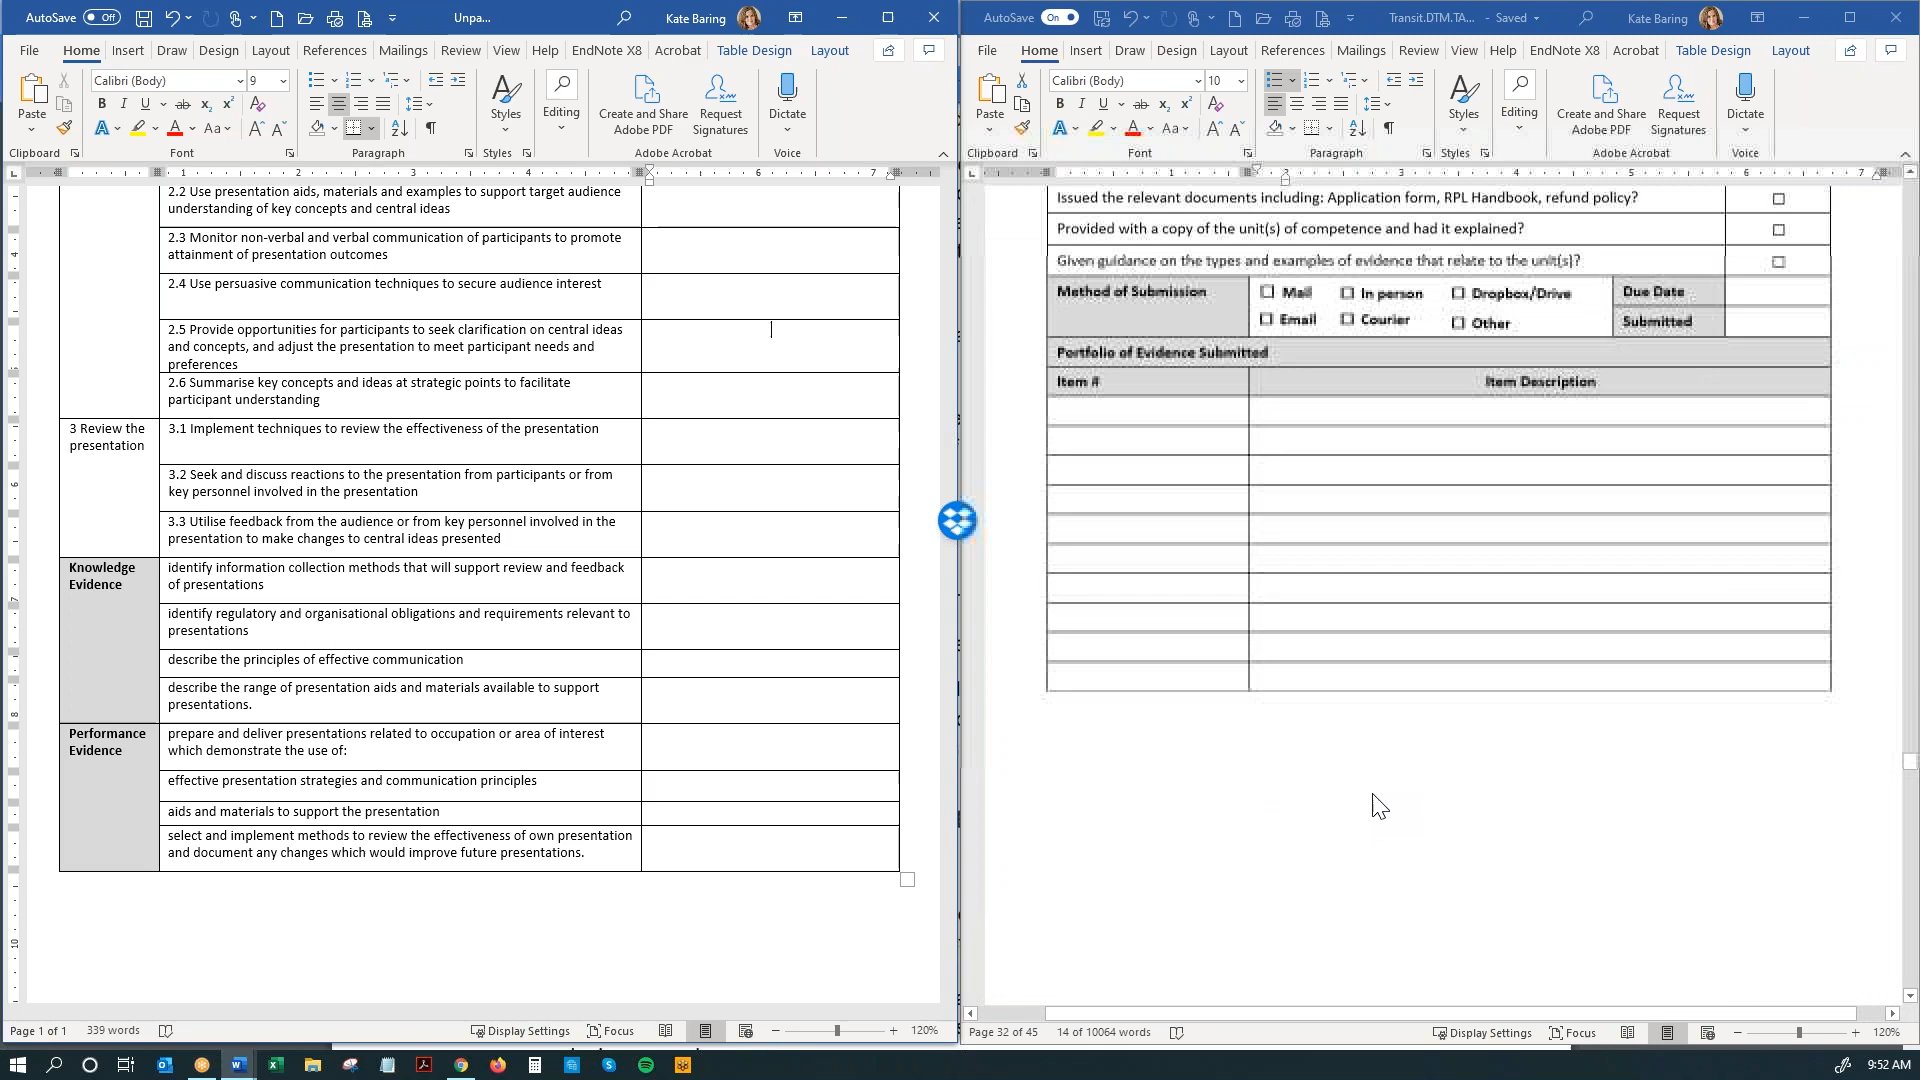 AutoSave Off Unpa... Kate Baring
File Home Insert Draw Design Layout References Mailings Review View Help EndNote X8 Acrobat Table Design Layout
Calibri (Body) 9
Paste Styles Editing Create and Share Adobe PDF Request Signatures Dictate
Clipboard Font Paragraph Styles Adobe Acrobat Voice
2.2 Use presentation aids, materials and examples to support target audience
understanding of key concepts and central ideas
2.3 Monitor non-verbal and verbal communication of participants to promote
attainment of presentation outcomes
2.4 Use persuasive communication techniques to secure audience interest
2.5 Provide opportunities for participants to seek clarification on central ideas
and concepts, and adjust the presentation to meet participant needs and
preferences
2.6 Summarise key concepts and ideas at strategic points to facilitate
participant understanding
3 Review the
presentation
3.1 Implement techniques to review the effectiveness of the presentation
3.2 Seek and discuss reactions to the presentation from participants or from
key personnel involved in the presentation
3.3 Utilise feedback from the audience or from key personnel involved in the
presentation to make changes to central ideas presented
Knowledge
Evidence
identify information collection methods that will support review and feedback
of presentations
identify regulatory and organisational obligations and requirements relevant to
presentations
describe the principles of effective communication
describe the range of presentation aids and materials available to support
presentations.
Performance
Evidence
prepare and deliver presentations related to occupation or area of interest
which demonstrate the use of:
effective presentation strategies and communication principles
aids and materials to support the presentation
select and implement methods to review the effectiveness of own presentation
and document any changes which would improve future presentations.
Page 1 of 1 339 words Display Settings Focus 120%
AutoSave On Transit.DTM.TA... - Saved Kate Baring
File Home Insert Draw Design Layout References Mailings Review View Help EndNote X8 Acrobat Table Design Layout
Calibri (Body) 10
Paste Styles Editing Create and Share Adobe PDF Request Signatures Dictate
Clipboard Font Paragraph Styles Adobe Acrobat Voice
Issued the relevant documents including: Application form, RPL Handbook, refund policy?
Provided with a copy of the unit(s) of competence and had it explained?
Given guidance on the types and examples of evidence that relate to the unit(s)?
Method of Submission Mail In person Dropbox/Drive Due Date
Email Courier Other Submitted
Portfolio of Evidence Submitted
Item # Item Description
Page 32 of 45 14 of 10064 words Display Settings Focus 120%
9:52 AM